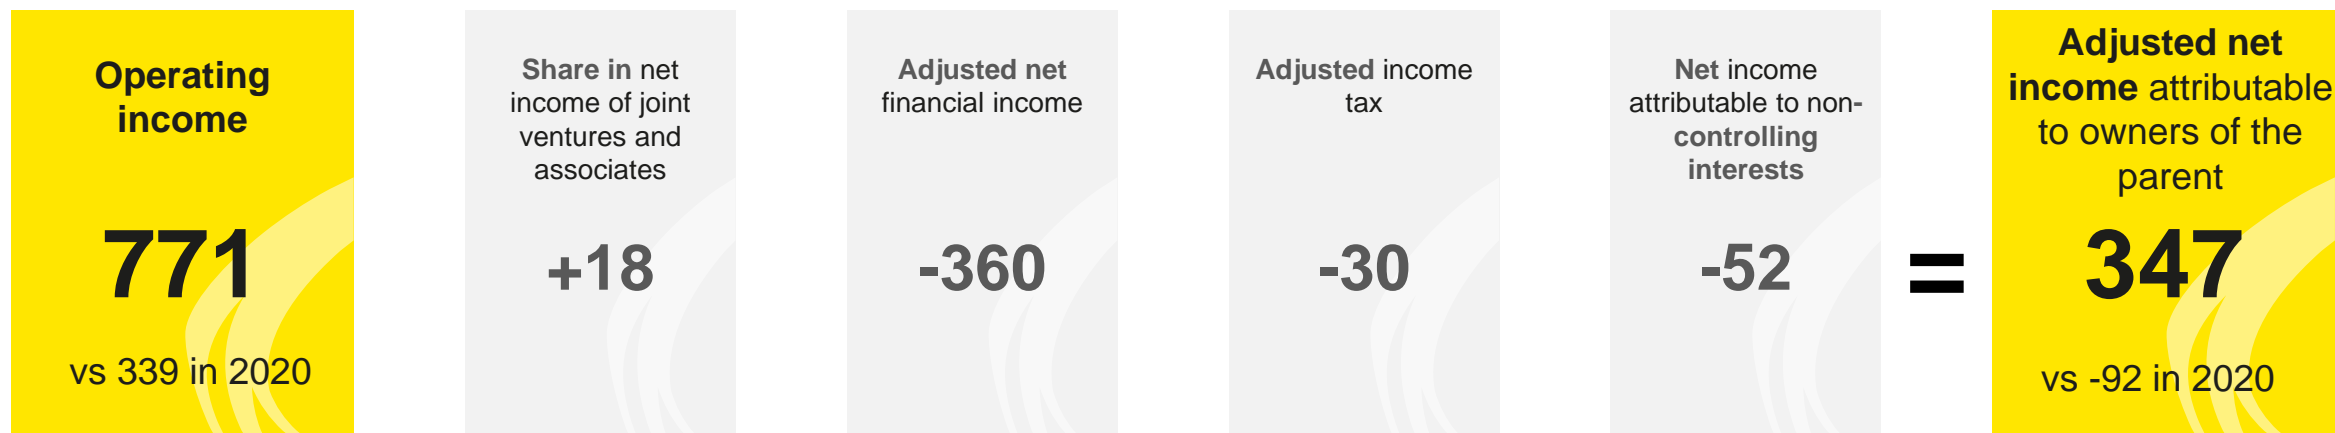 Operating
income
771
vs 339 in 2020
Share in net
income of joint
ventures and
associates
+18
Adjusted net
financial income
-360
Adjusted income
tax
-30
Net income
attributable to non-
controlling
interests
-52
=
Adjusted net
income attributable
to owners of the
parent
347
vs -92 in 2020